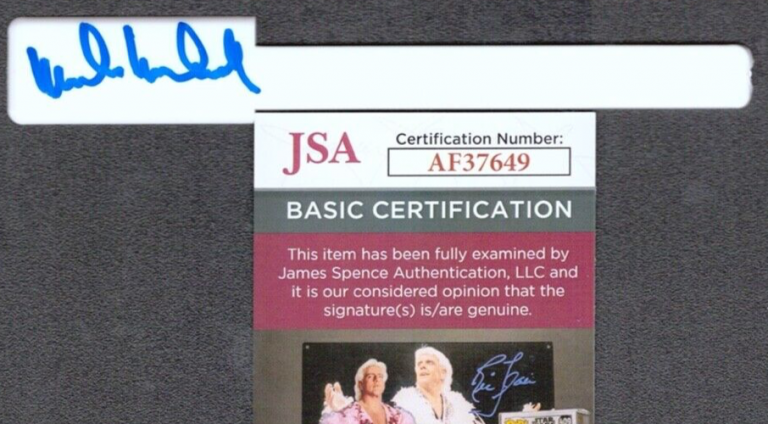 JSA
Certification Number:
AF37649
BASIC CERTIFICATION
This item has been fully examined by
James Spence Authentication, LLC and
it is our considered opinion that the
signature(s) is/are genuine.